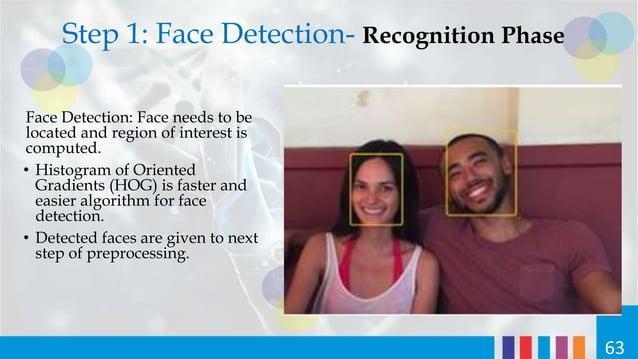 Step 1: Face Detection- Recognition Phase
Face Detection: Face needs to be
located and region of interest is
computed.
• Histogram of Oriented
Gradients (HOG) is faster and
easier algorithm for face
detection.
• Detected faces are given to next
step of preprocessing.
63